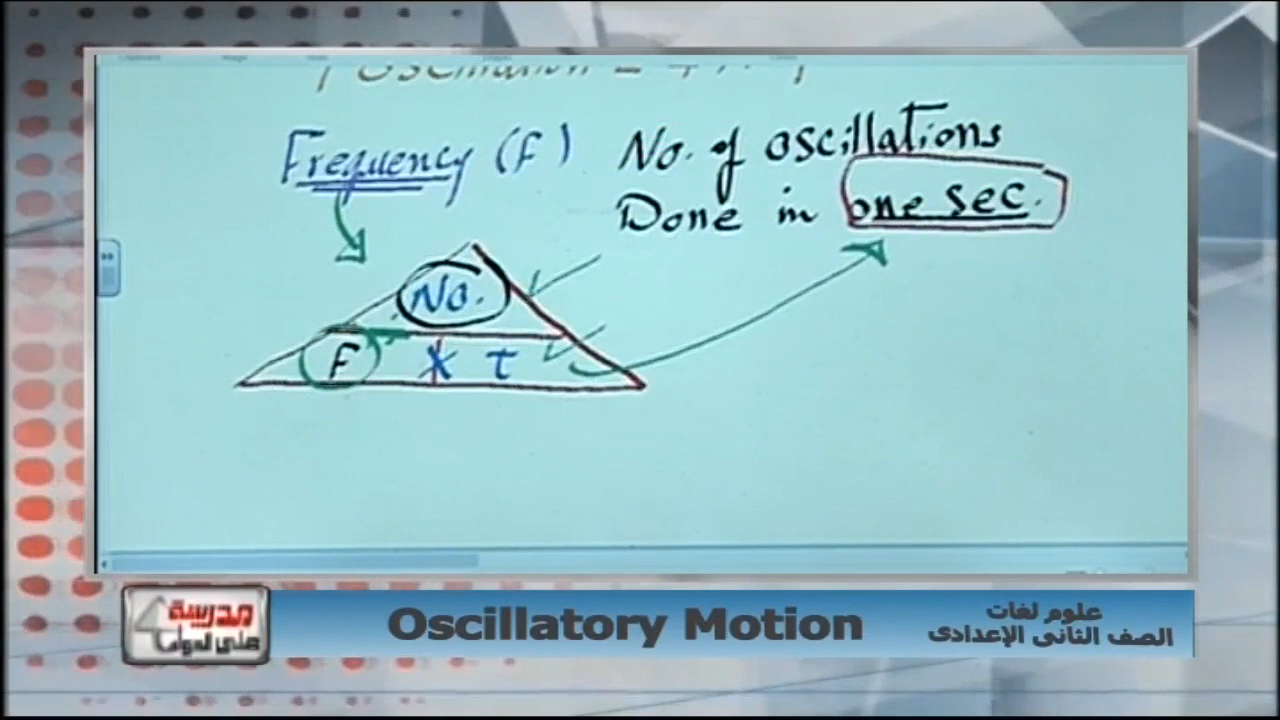 Frequency (F) No. of oscillations
Done in one sec.
No.
F x t
Oscillatory Motion
علوم لغات
الصف الثانى الإعدادى
مدرسة
على الهواء